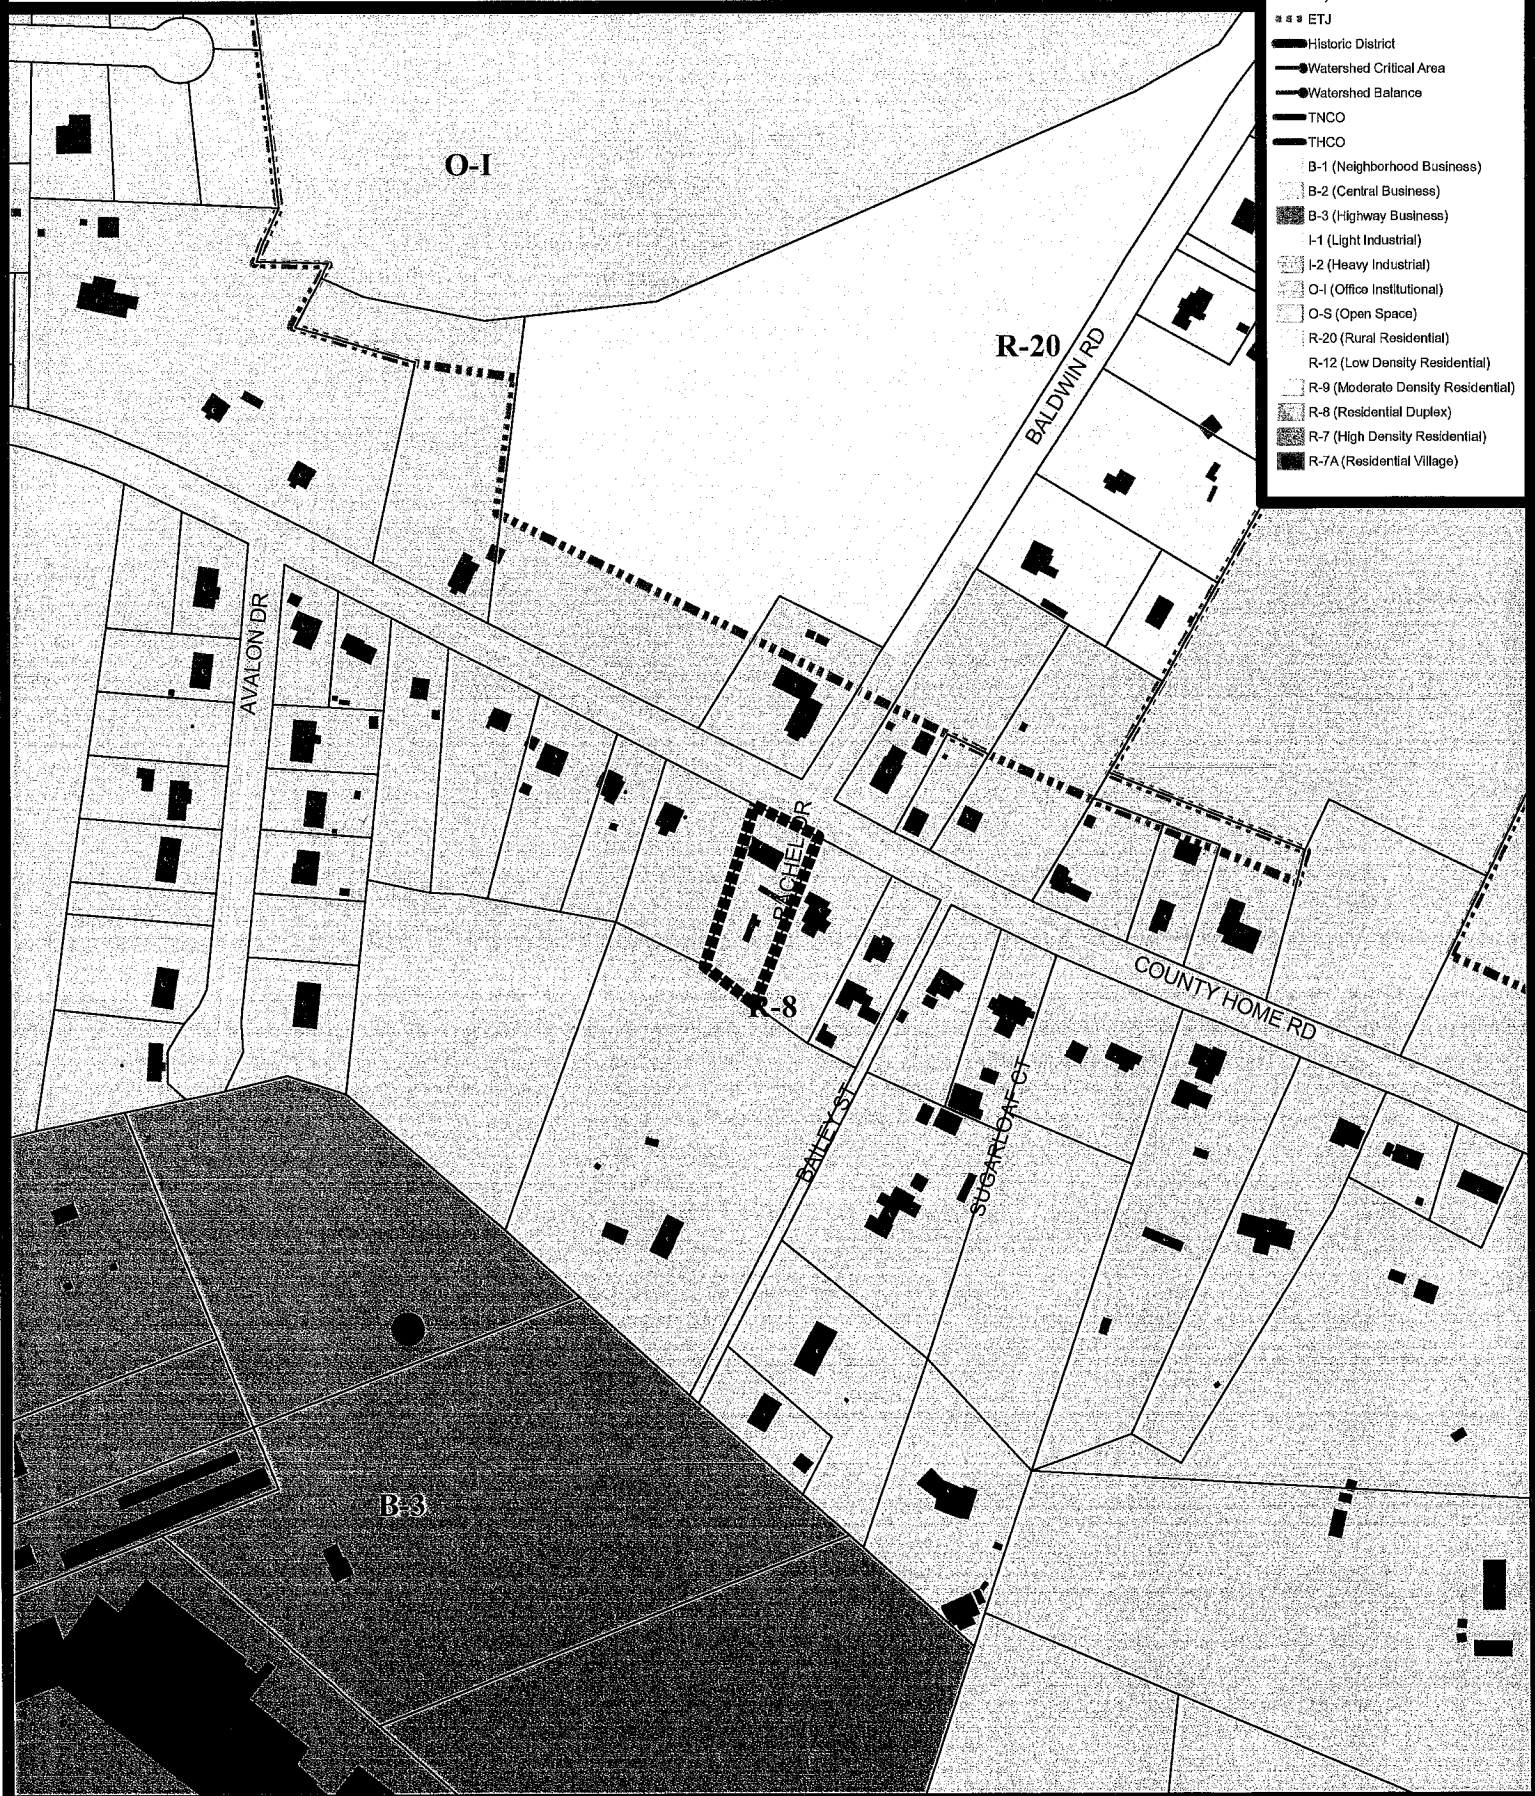 ETJ
Historic District
Watershed Critical Area
Watershed Balance
TNCO
THCO
B-1 (Neighborhood Business)
B-2 (Central Business)
B-3 (Highway Business)
I-1 (Light Industrial)
I-2 (Heavy Industrial)
O-I (Office Institutional)
O-S (Open Space)
R-20 (Rural Residential)
R-12 (Low Density Residential)
R-9 (Moderate Density Residential)
R-8 (Residential Duplex)
R-7 (High Density Residential)
R-7A (Residential Village)
O-I
R-20
BALDWIN RD
AVALON DR
RACHEL DR
COUNTY HOME RD
R-8
BAILEY ST
SUGARLOAF CT
B-3